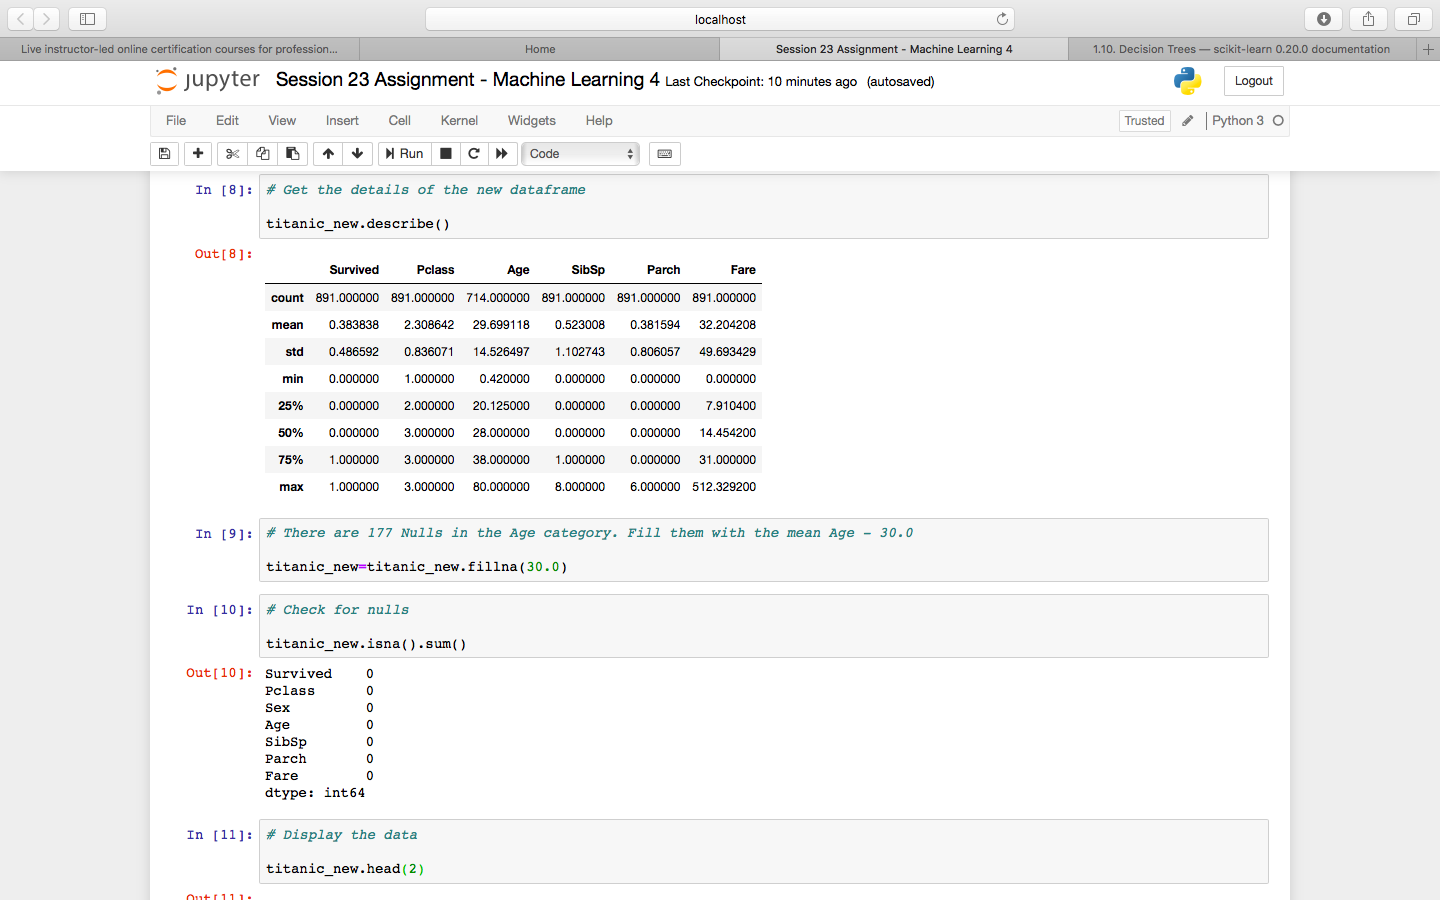 localhost
Live instructor-led online certification courses for profession...
Home
Session 23 Assignment - Machine Learning 4
1.10. Decision Trees — scikit-learn 0.20.0 documentation
jupyter Session 23 Assignment - Machine Learning 4 Last Checkpoint: 10 minutes ago (autosaved)
Logout
File Edit View Insert Cell Kernel Widgets Help
Trusted Python 3
Run Code
In [8]: # Get the details of the new dataframe
titanic_new.describe()
Out[8]:
Survived Pclass Age SibSp Parch Fare
count 891.000000 891.000000 714.000000 891.000000 891.000000 891.000000
mean 0.383838 2.308642 29.699118 0.523008 0.381594 32.204208
std 0.486592 0.836071 14.526497 1.102743 0.806057 49.693429
min 0.000000 1.000000 0.420000 0.000000 0.000000 0.000000
25% 0.000000 2.000000 20.125000 0.000000 0.000000 7.910400
50% 0.000000 3.000000 28.000000 0.000000 0.000000 14.454200
75% 1.000000 3.000000 38.000000 1.000000 0.000000 31.000000
max 1.000000 3.000000 80.000000 8.000000 6.000000 512.329200
In [9]: # There are 177 Nulls in the Age category. Fill them with the mean Age - 30.0
titanic_new=titanic_new.fillna(30.0)
In [10]: # Check for nulls
titanic_new.isna().sum()
Out[10]: Survived 0
Pclass 0
Sex 0
Age 0
SibSp 0
Parch 0
Fare 0
dtype: int64
In [11]: # Display the data
titanic_new.head(2)
Out[11]: